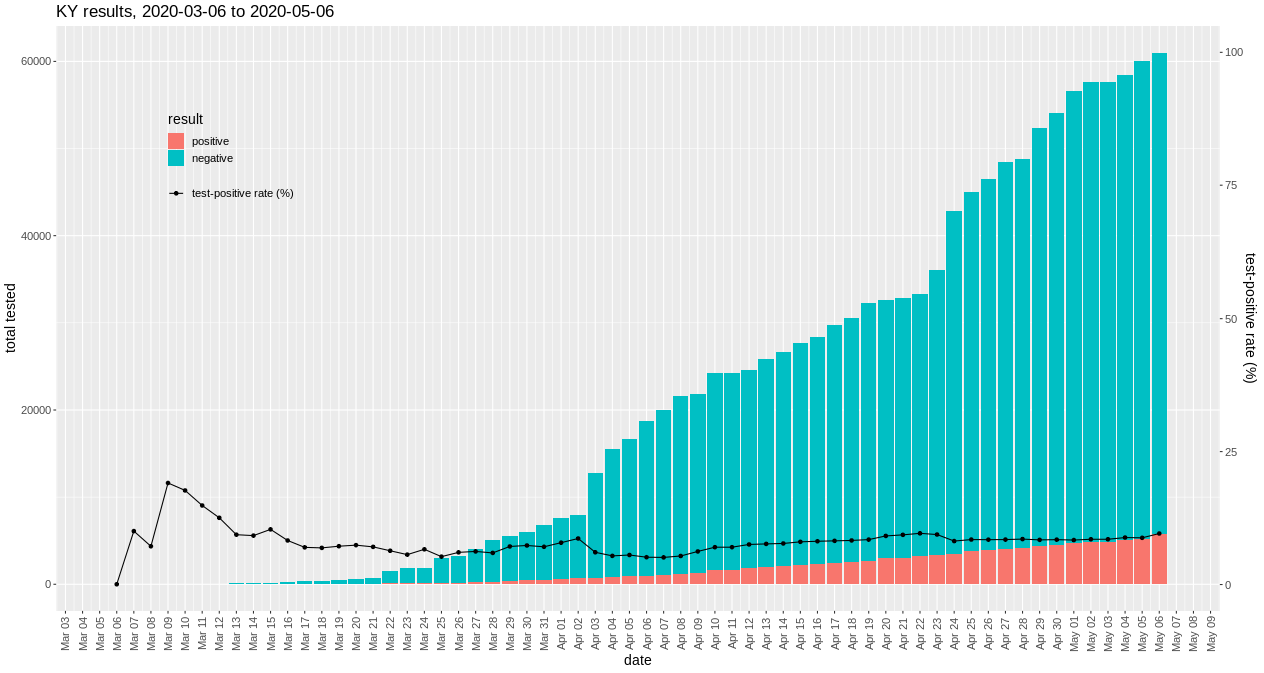 KY results, 2020-03-06 to 2020-05-06
total tested
60000
40000
20000
0
result
positive
negative
test-positive rate (%)
100
75
50
25
0
test-positive rate (%)
Mar 03
Mar 04
Mar 05
Mar 06
Mar 07
Mar 08
Mar 09
Mar 10
Mar 11
Mar 12
Mar 13
Mar 14
Mar 15
Mar 16
Mar 17
Mar 18
Mar 19
Mar 20
Mar 21
Mar 22
Mar 23
Mar 24
Mar 25
Mar 26
Mar 27
Mar 28
Mar 29
Mar 30
Mar 31
Apr 01
Apr 02
Apr 03
Apr 04
Apr 05
Apr 06
Apr 07
Apr 08
Apr 09
Apr 10
Apr 11
Apr 12
Apr 13
Apr 14
Apr 15
Apr 16
Apr 17
Apr 18
Apr 19
Apr 20
Apr 21
Apr 22
Apr 23
Apr 24
Apr 25
Apr 26
Apr 27
Apr 28
Apr 29
Apr 30
May 01
May 02
May 03
May 04
May 05
May 06
May 07
May 08
May 09
date